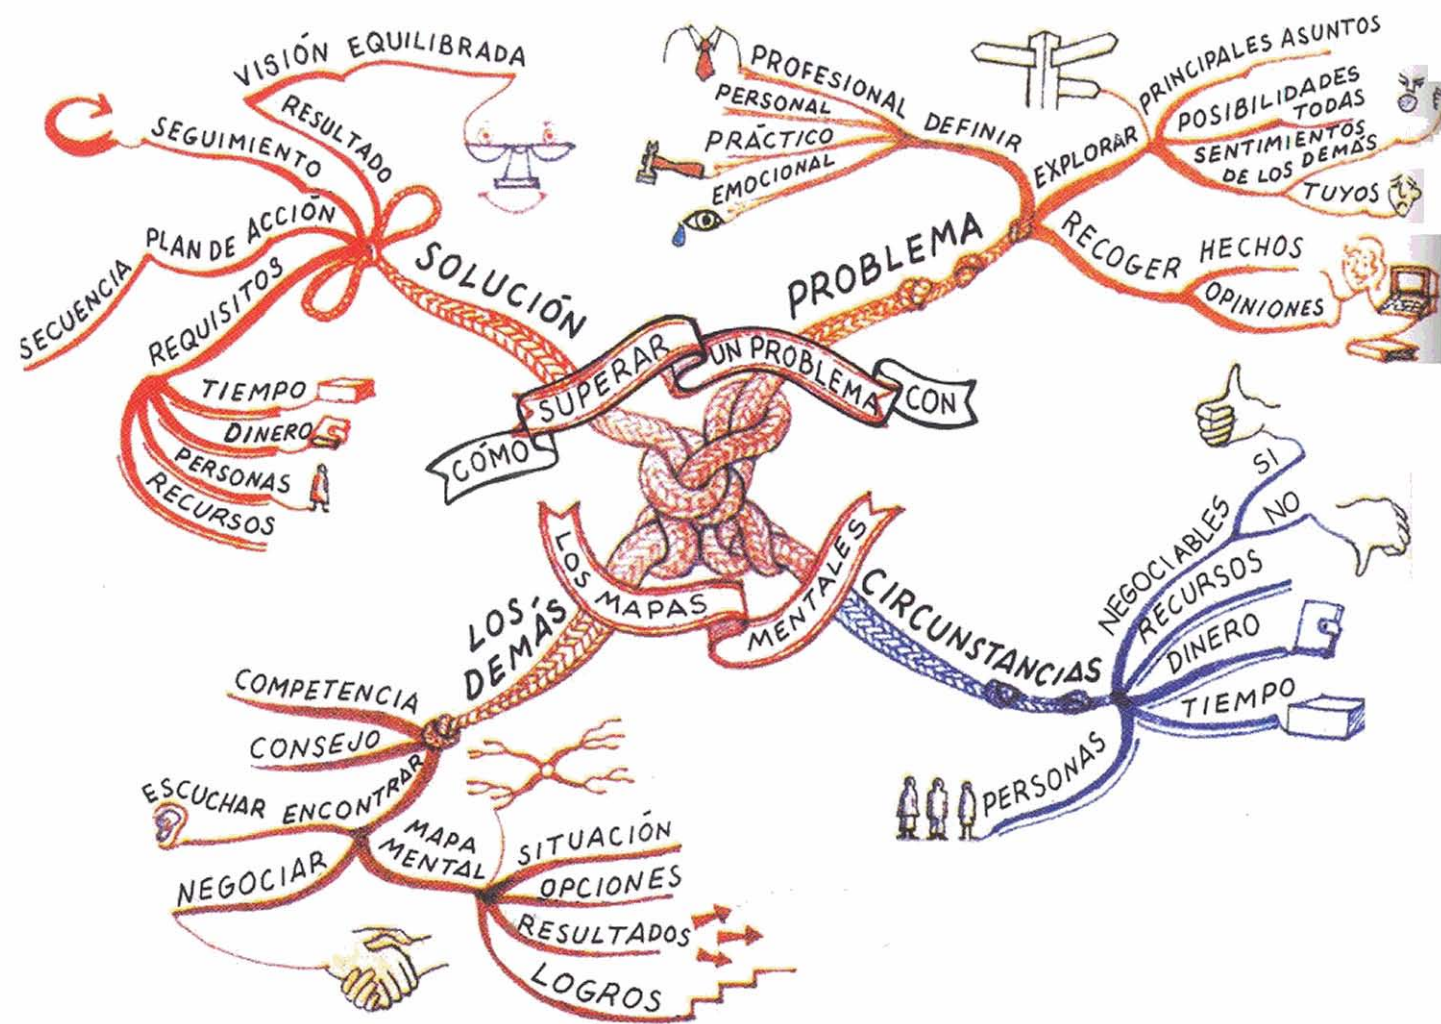 CÓMO SUPERAR UN PROBLEMA CON
LOS MAPAS MENTALES
PROBLEMA
DEFINIR
PROFESIONAL
PERSONAL
PRÁCTICO
EMOCIONAL
EXPLORAR
PRINCIPALES ASUNTOS
POSIBILIDADES
TODAS
SENTIMIENTOS
DE LOS DEMÁS
TUYOS
RECOGER
HECHOS
OPINIONES
CIRCUNSTANCIAS
NEGOCIABLES
SI
NO
RECURSOS
DINERO
TIEMPO
PERSONAS
LOS
DEMÁS
COMPETENCIA
CONSEJO
ENCONTRAR
ESCUCHAR
NEGOCIAR
MAPA
MENTAL
SITUACIÓN
OPCIONES
RESULTADOS
LOGROS
SOLUCIÓN
REQUISITOS
TIEMPO
DINERO
PERSONAS
RECURSOS
PLAN DE ACCIÓN
SECUENCIA
SEGUIMIENTO
RESULTADO
VISIÓN EQUILIBRADA